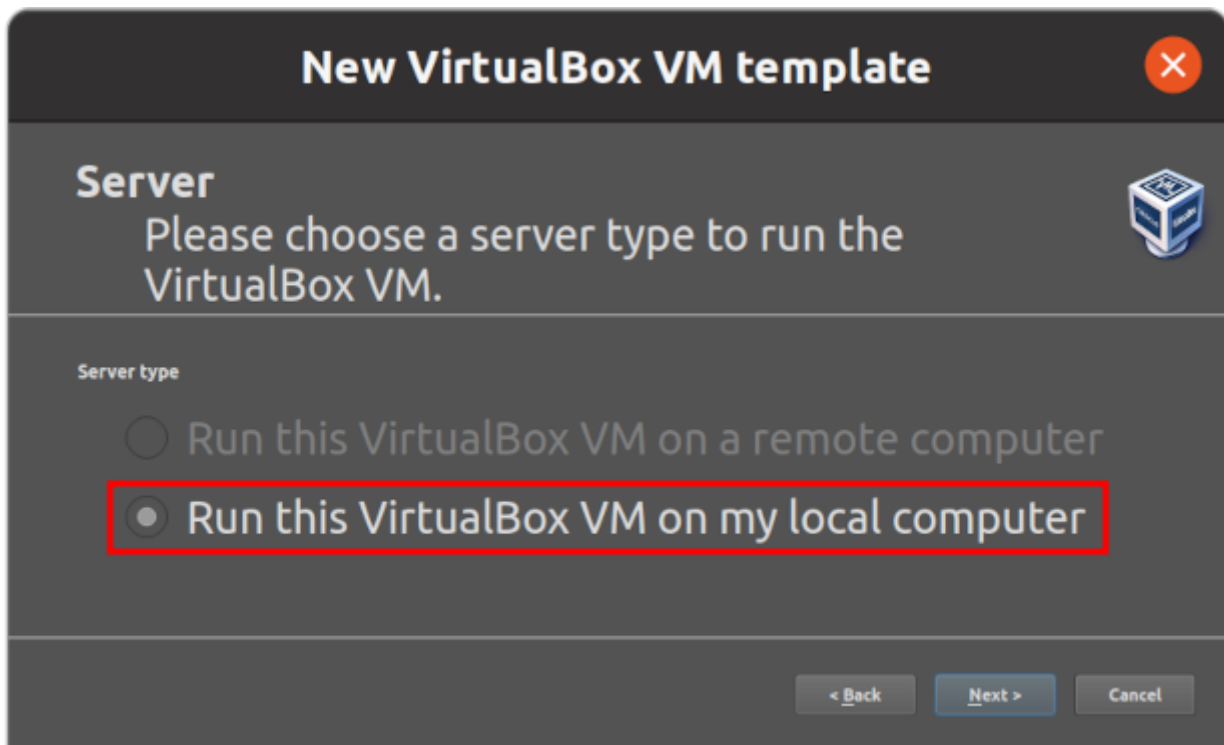 New VirtualBox VM template
Server
Please choose a server type to run the
VirtualBox VM.
Server type
Run this VirtualBox VM on a remote computer
Run this VirtualBox VM on my local computer
< Back
Next >
Cancel